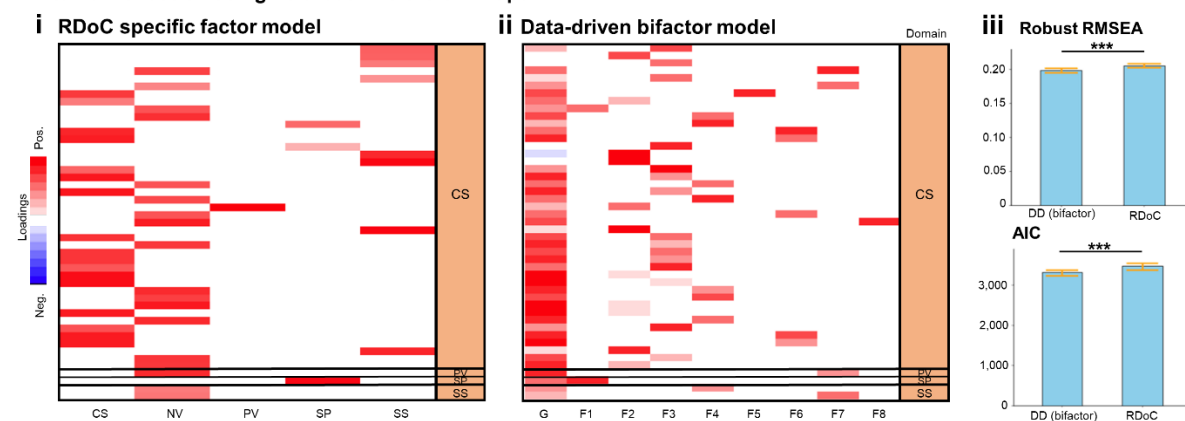 i RDoC specific factor model
ii Data-driven bifactor model
Domain
iii Robust RMSEA
Pos.
Loadings
Neg.
CS
PV
SP
SS
CS NV PV SP SS
CS
PV
SP
SS
G F1 F2 F3 F4 F5 F6 F7 F8
***
0.20
0.15
0.10
0.05
0
DD (bifactor) RDoC
AIC
***
3,000
2,000
1,000
0
DD (bifactor) RDoC